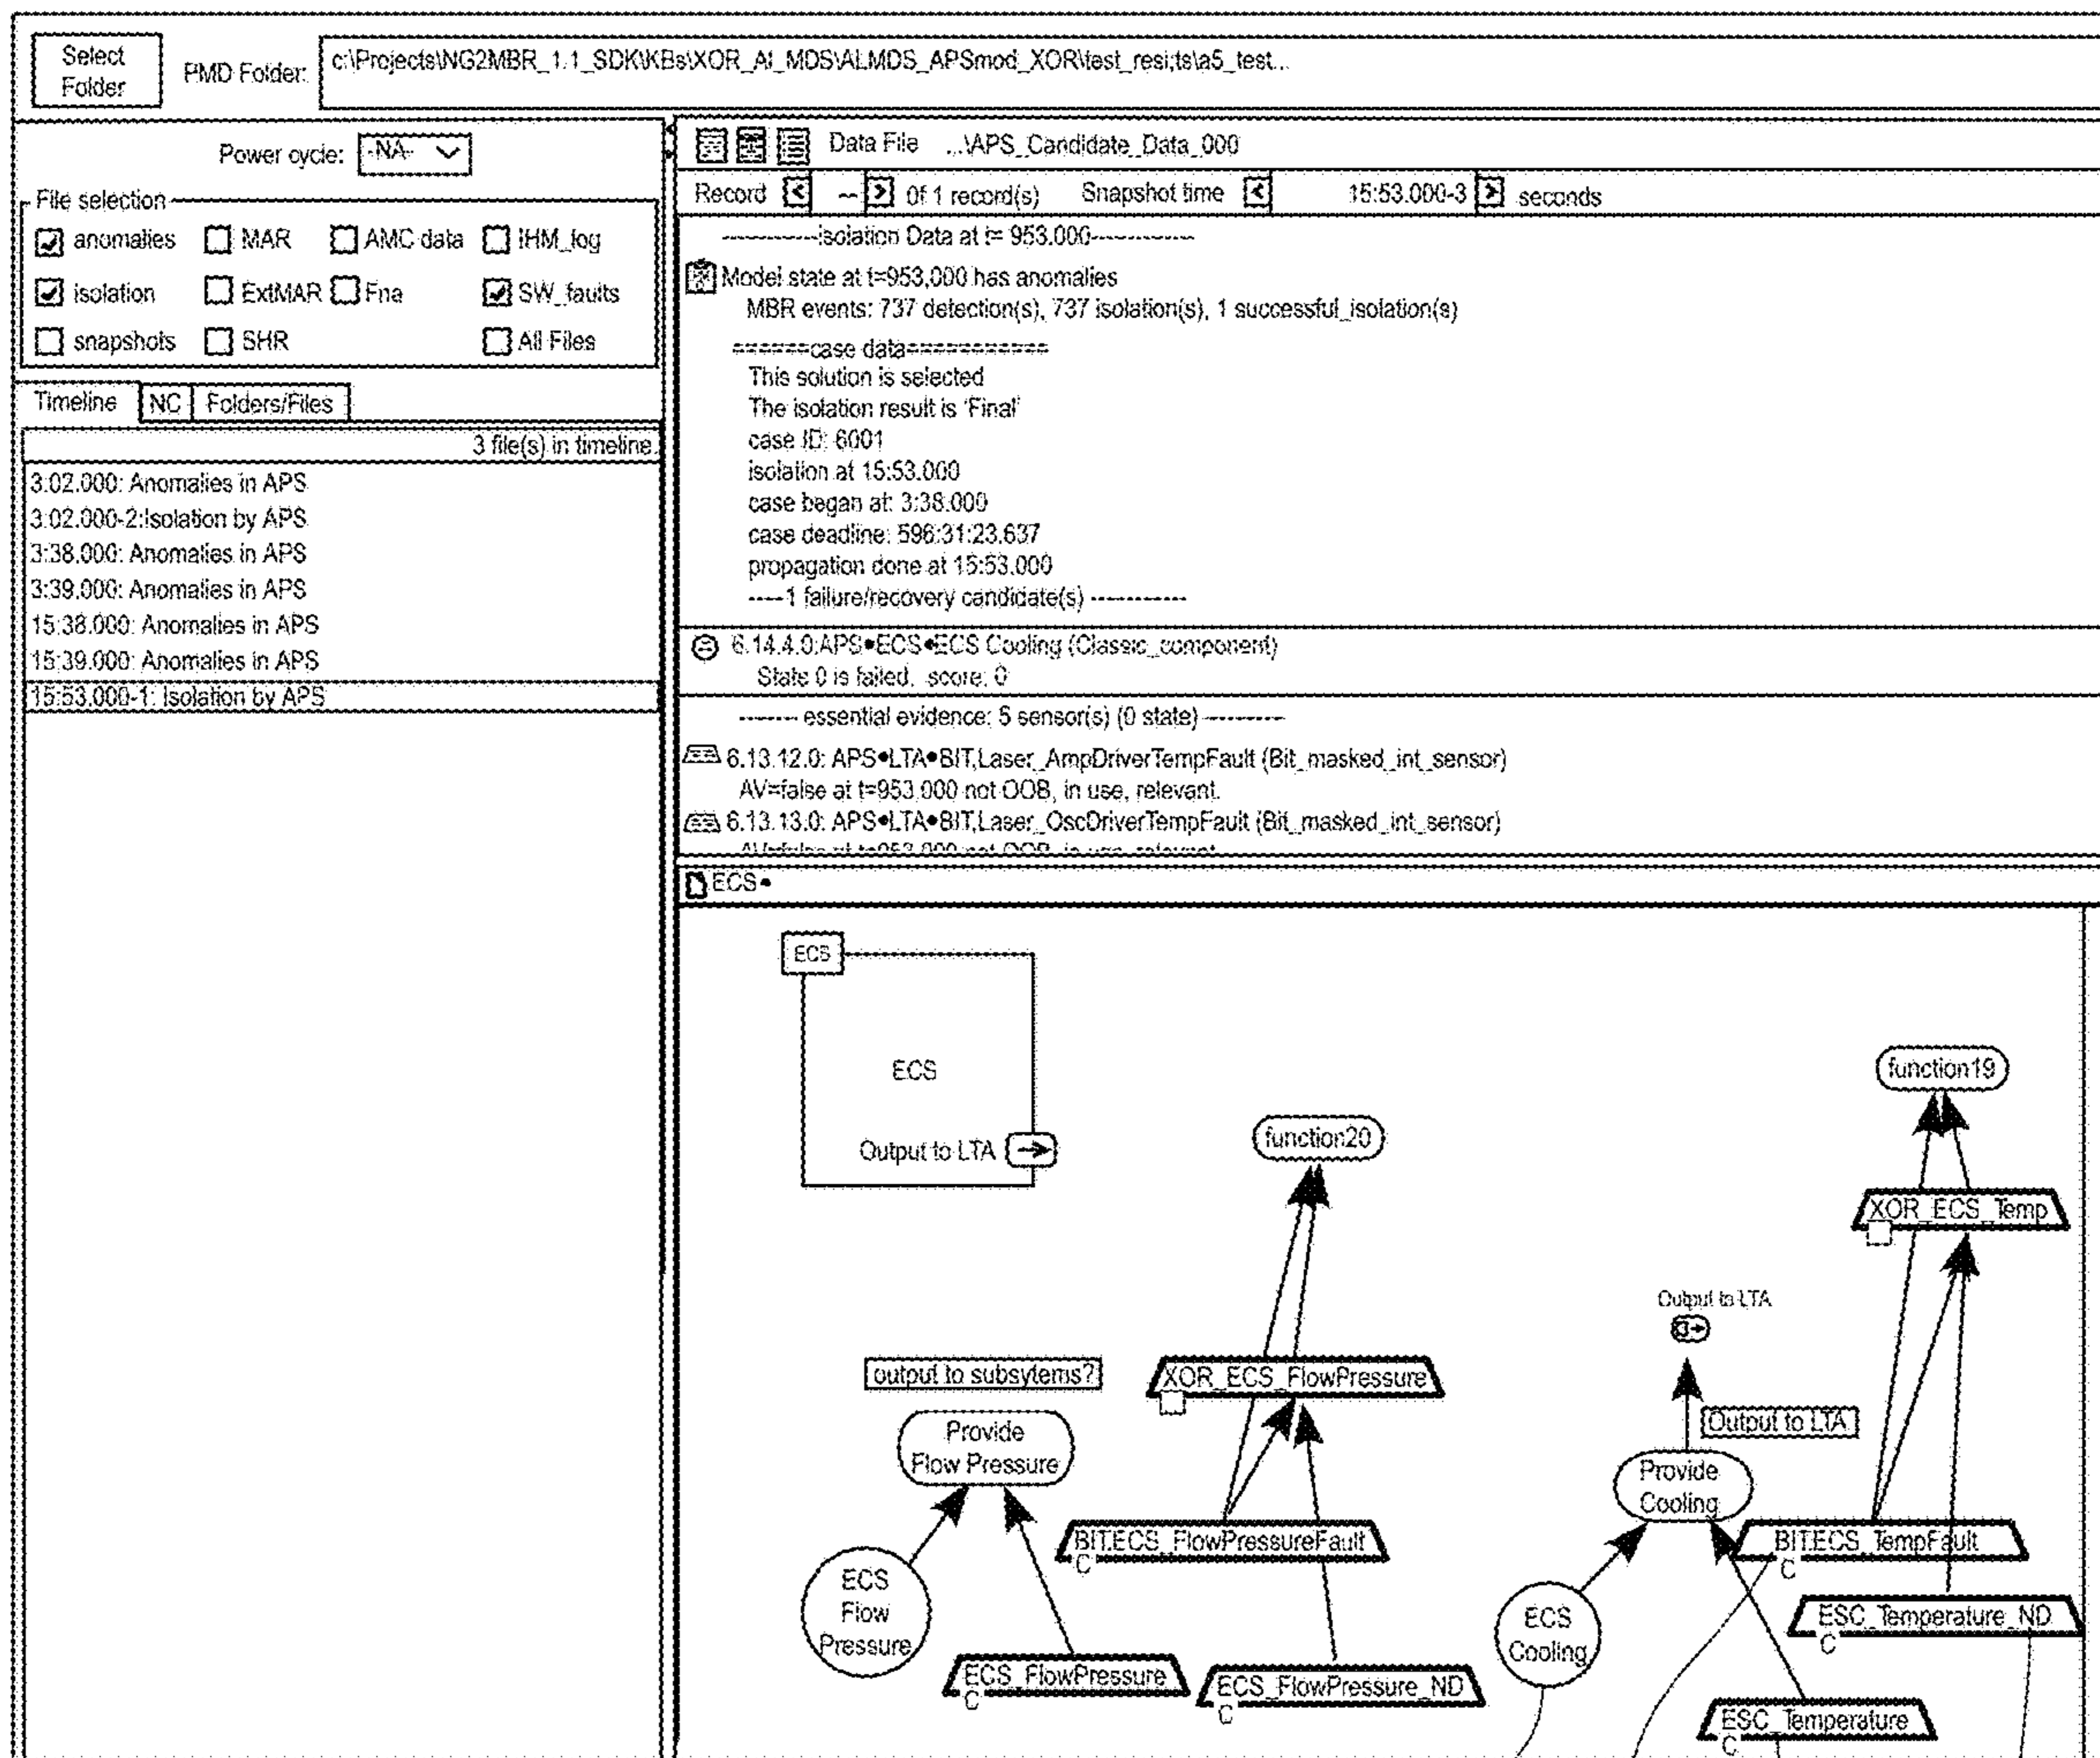 Select
Folder
PMD Folder:
c:\Projects\NG2MBR_1.1_SDK\KBs\XOR_AI_MDS\ALMDS_APSmod_XOR\test_resi;ts\a5_test...
Power cycle: -NA-
File selection
anomalies MAR AMC data IHM_log
isolation ExtMAR Fna SW_faults
snapshots SHR All Files
Timeline NC Folders/Files
3 file(s) in timeline.
3:02.000: Anomalies in APS
3:02.000-2:Isolation by APS
3:38.000: Anomalies in APS
3:39.000: Anomalies in APS
15:38.000: Anomalies in APS
15:39.000: Anomalies in APS
15:53.000-1: Isolation by APS
Data File ...\APS_Candidate_Data_000
Record < -- > Of 1 record(s) Snapshot time < 15:53.000-3 > seconds
-----------isolation Data at t= 953.000------------
Model state at t=953,000 has anomalies
MBR events: 737 detection(s), 737 isolation(s), 1 successful_isolation(s)
======case data===========
This solution is selected
The isolation result is 'Final'
case ID: 6001
isolation at 15:53.000
case began at: 3:38.000
case deadline: 596:31:23.637
propagation done at 15:53.000
----1 failure/recovery candidate(s) -----------
6.14.4.0:APS•ECS•ECS Cooling (Classic_component)
State 0 is failed. score: 0
------- essential evidence: 5 sensor(s) (0 state) ---------
6.13.12.0: APS•LTA•BIT,Laser_AmpDriverTempFault (Bit_masked_int_sensor)
AV=false at t=953.000 not OOB, in use, relevant.
6.13.13.0: APS•LTA•BIT,Laser_OscDriverTempFault (Bit_masked_int_sensor)
AV=false at t=953.000 not OOB, in use, relevant.
ECS•
ECS
ECS
Output to LTA
function19
function20
XOR_ECS_Temp
Output to LTA
output to subsytems?
XOR_ECS_FlowPressure
Output to LTA
Provide
Flow Pressure
Provide
Cooling
BIT.ECS_FlowPressureFault
C
BIT.ECS_TempFault
C
ECS
Flow
Pressure
ECS
Cooling
ESC_Temperature_ND
C
ECS_FlowPressure
C
ECS_FlowPressure_ND
C
ESC_Temperature
C